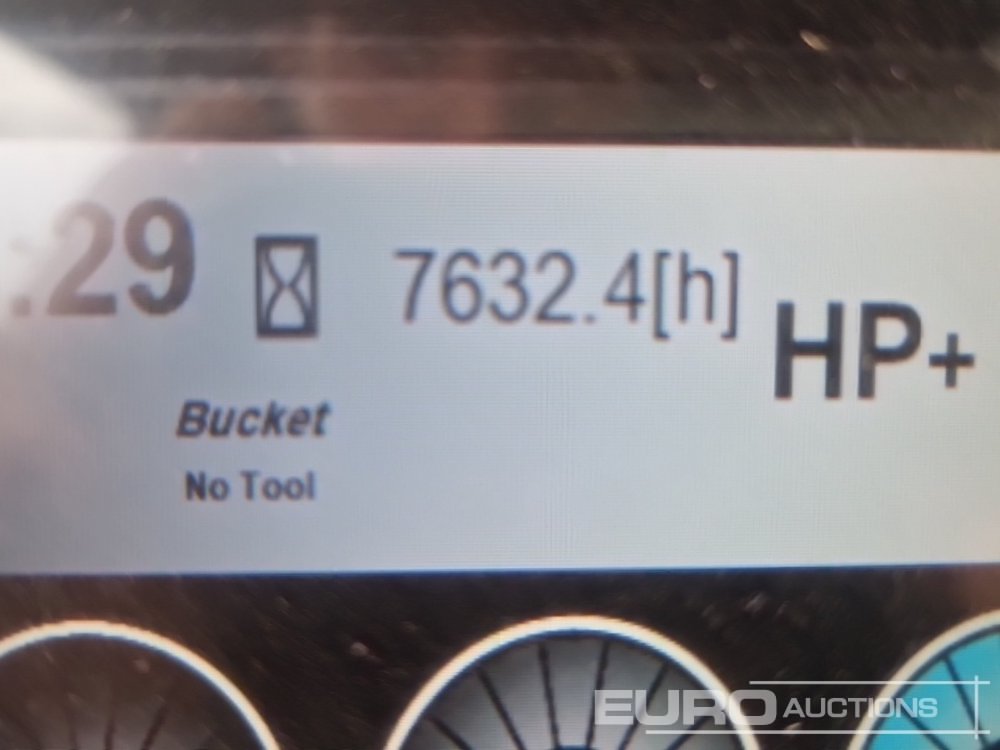 .29
7632.4[h]
HP+
Bucket
No Tool
EURO AUCTIONS